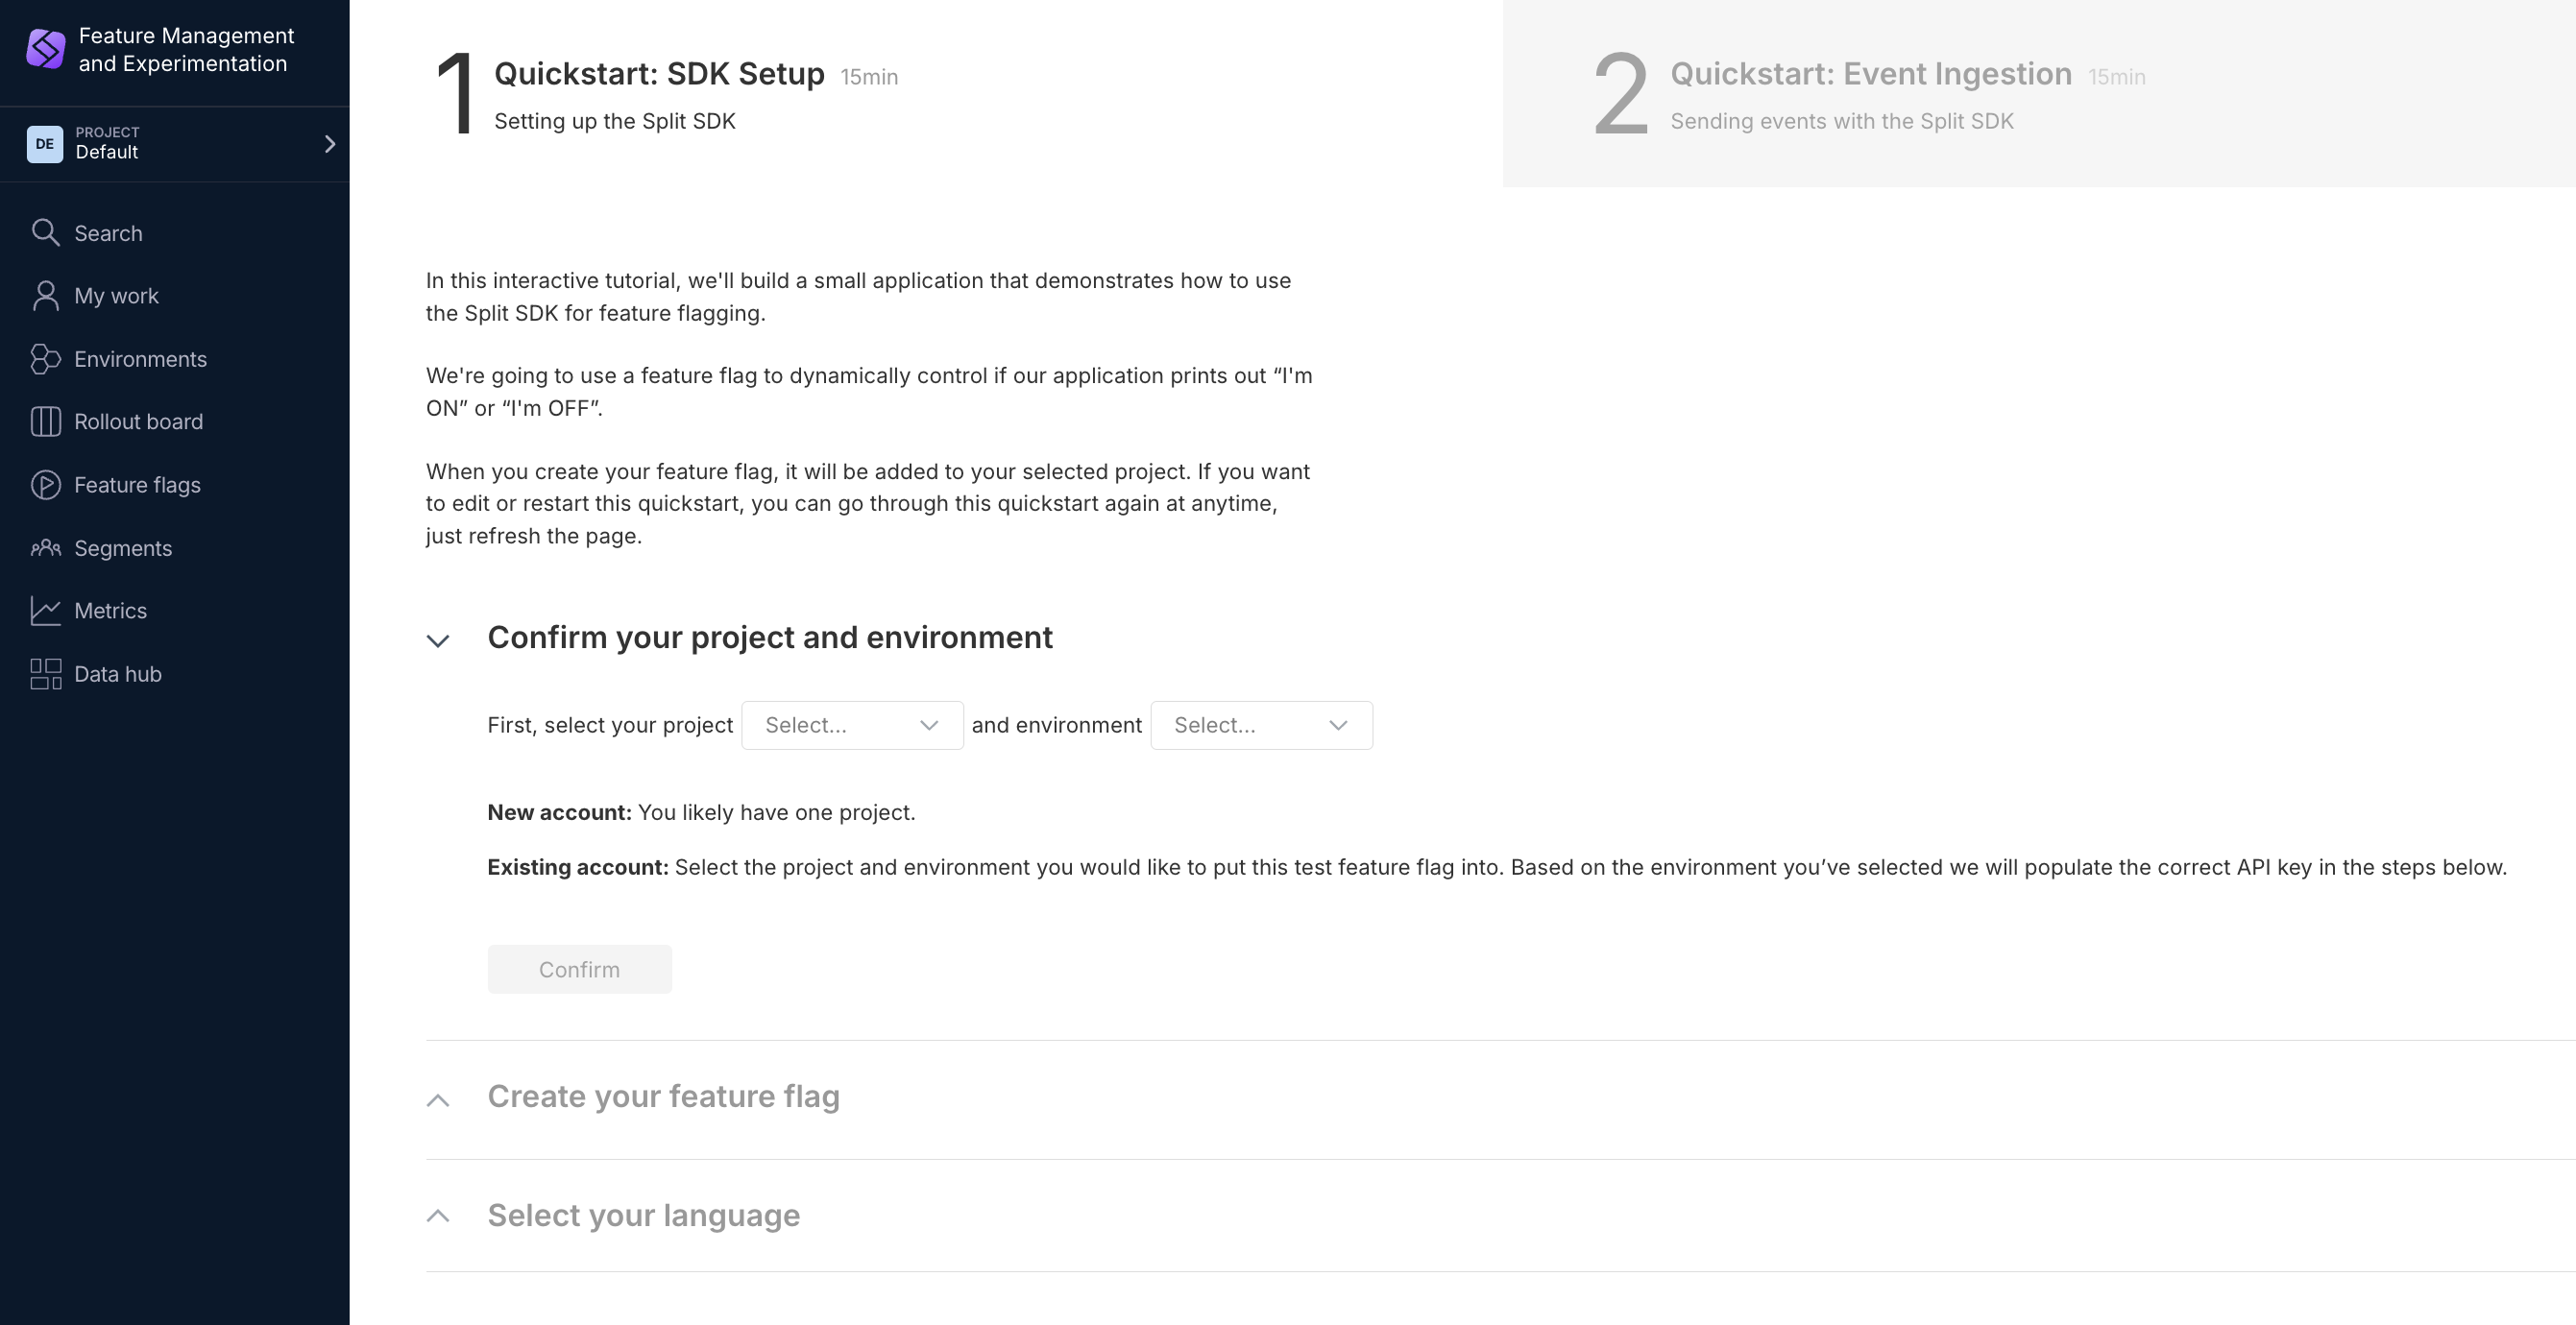 Feature Management
and Experimentation
DE
PROJECT
Default
Search
My work
Environments
Rollout board
Feature flags
Segments
Metrics
Data hub
1
Quickstart: SDK Setup 15min
Setting up the Split SDK
2
Quickstart: Event Ingestion 15min
Sending events with the Split SDK
In this interactive tutorial, we'll build a small application that demonstrates how to use
the Split SDK for feature flagging.
We're going to use a feature flag to dynamically control if our application prints out “I'm
ON” or “I'm OFF”.
When you create your feature flag, it will be added to your selected project. If you want
to edit or restart this quickstart, you can go through this quickstart again at anytime,
just refresh the page.
Confirm your project and environment
First, select your project Select... and environment Select...
New account: You likely have one project.
Existing account: Select the project and environment you would like to put this test feature flag into. Based on the environment you’ve selected we will populate the correct API key in the steps below.
Confirm
Create your feature flag
Select your language